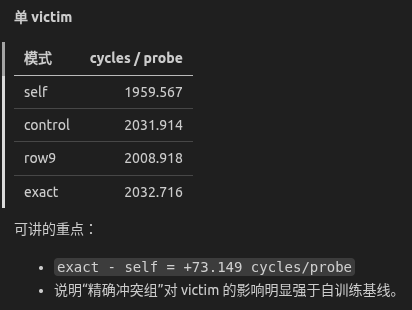 单 victim
模式 cycles / probe
self 1959.567
control 2031.914
row9 2008.918
exact 2032.716
可讲的重点：
• exact - self = +73.149 cycles/probe
• 说明“精确冲突组”对 victim 的影响明显强于自训练基线。